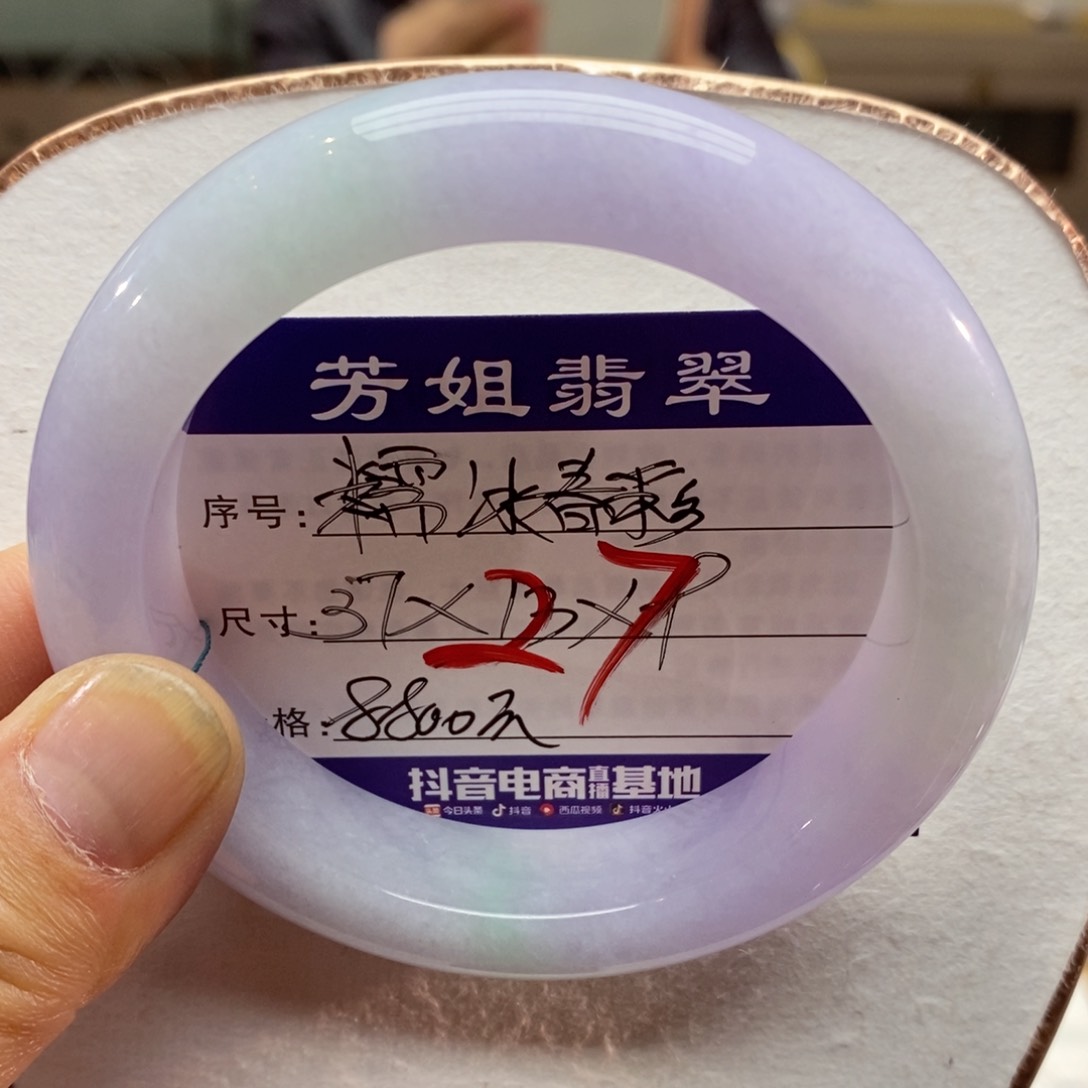 芳姐翡翠
序号: 糯冰春彩
尺寸: 57×13×
27
格: 8800元
抖音电商直播基地
今日头条 抖音 西瓜视频 抖音火